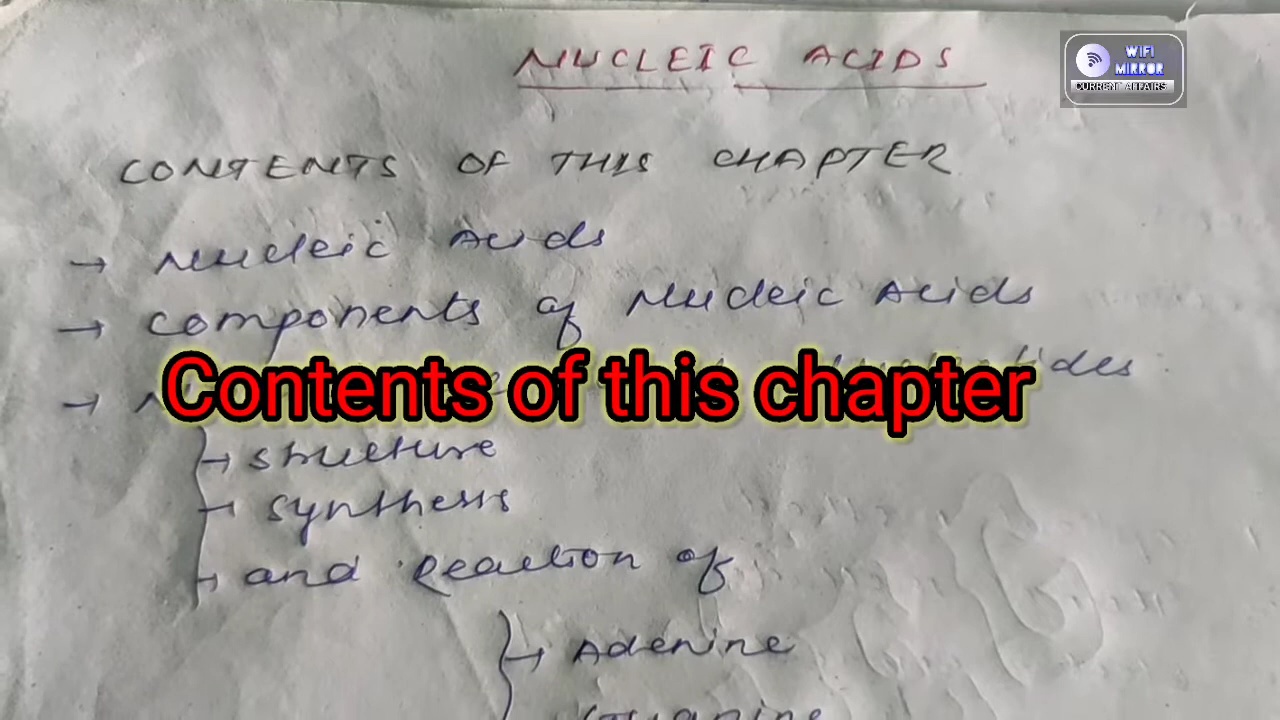 NUCLEIC ACIDS
WIFI
MIRROR
CURRENT AFFAIRS
CONTENTS OF THIS CHAPTER
→ Nucleic Acids
→ components of Nucleic Acids
→
Contents of this chapter
→ structure
→ synthesis
→ and Reaction of
→ Adenine
Guanine